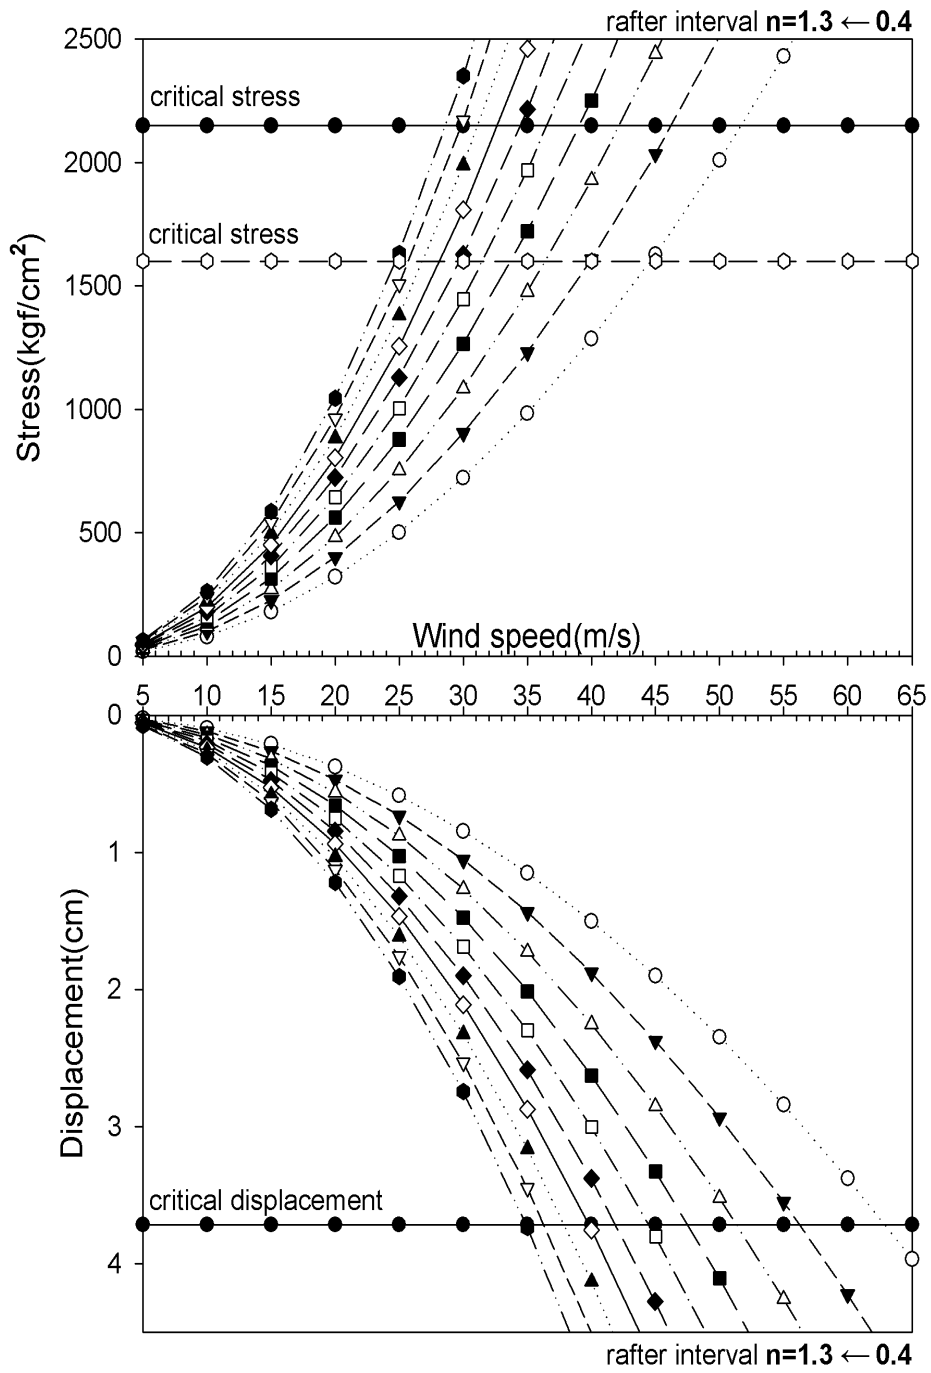 rafter interval n=1.3 ← 0.4
2500
critical stress
2000
critical stress
1500
Stress(kgf/cm²)
1000
500
Wind speed(m/s)
0
5 10 15 20 25 30 35 40 45 50 55 60 65
0
1
Displacement(cm)
2
3
critical displacement
4
rafter interval n=1.3 ← 0.4